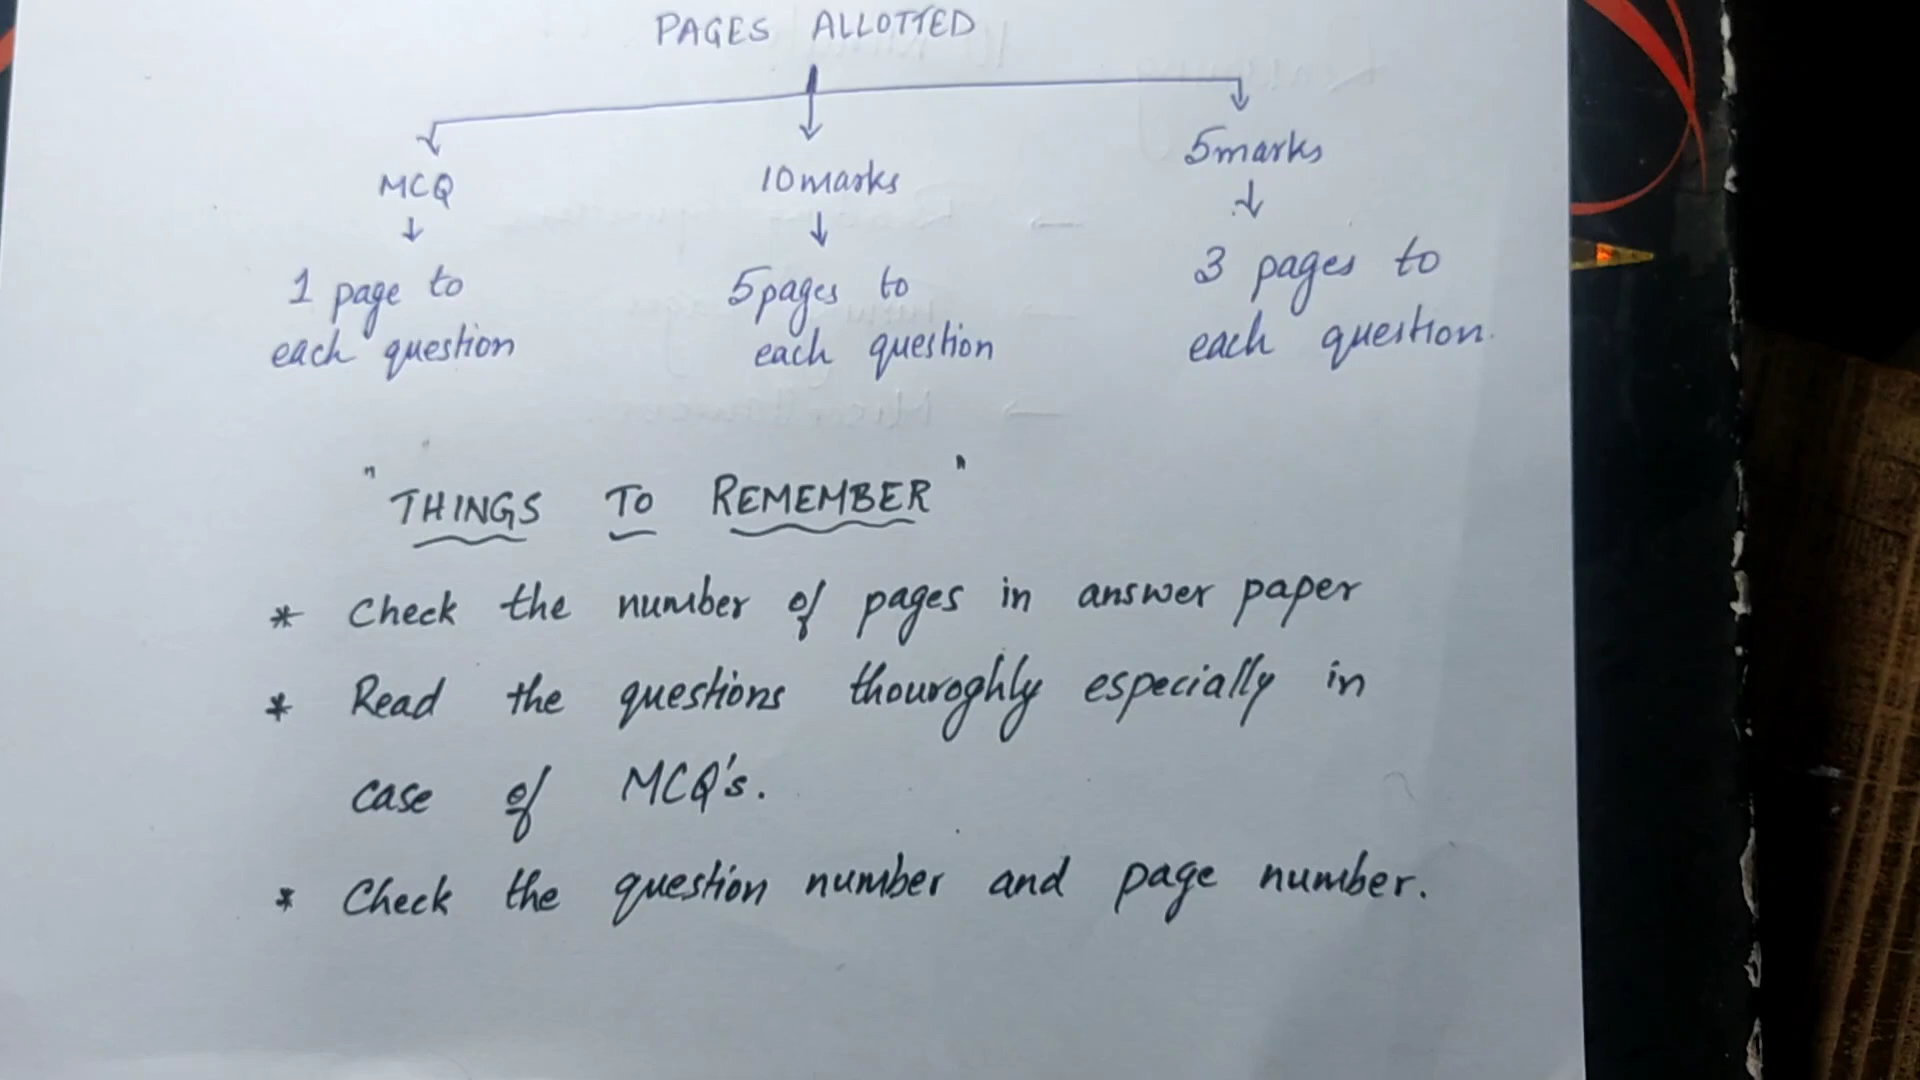 PAGES ALLOTTED
MCQ
10 marks
5 marks
1 page to
each question
5 pages to
each question
3 pages to
each question.
"THINGS TO REMEMBER"
* Check the number of pages in answer paper
* Read the questions thouroghly especially in
case of MCQ's.
* Check the question number and page number.